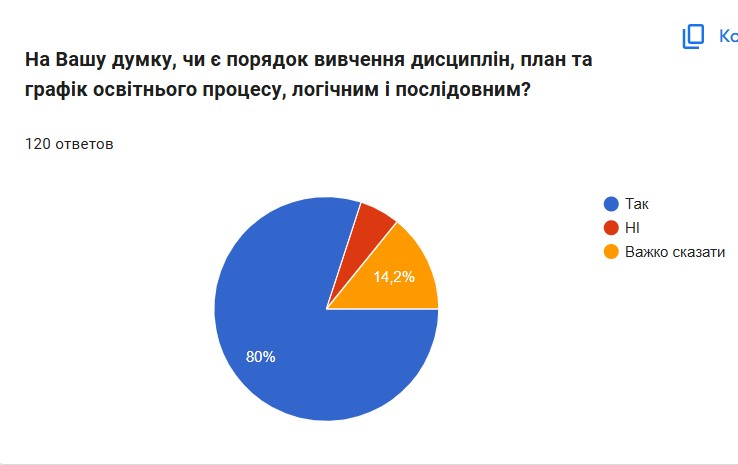 Ко
На Вашу думку, чи є порядок вивчення дисциплін, план та
графік освітнього процесу, логічним і послідовним?
120 ответов
Так
НІ
Важко сказати
14,2%
80%